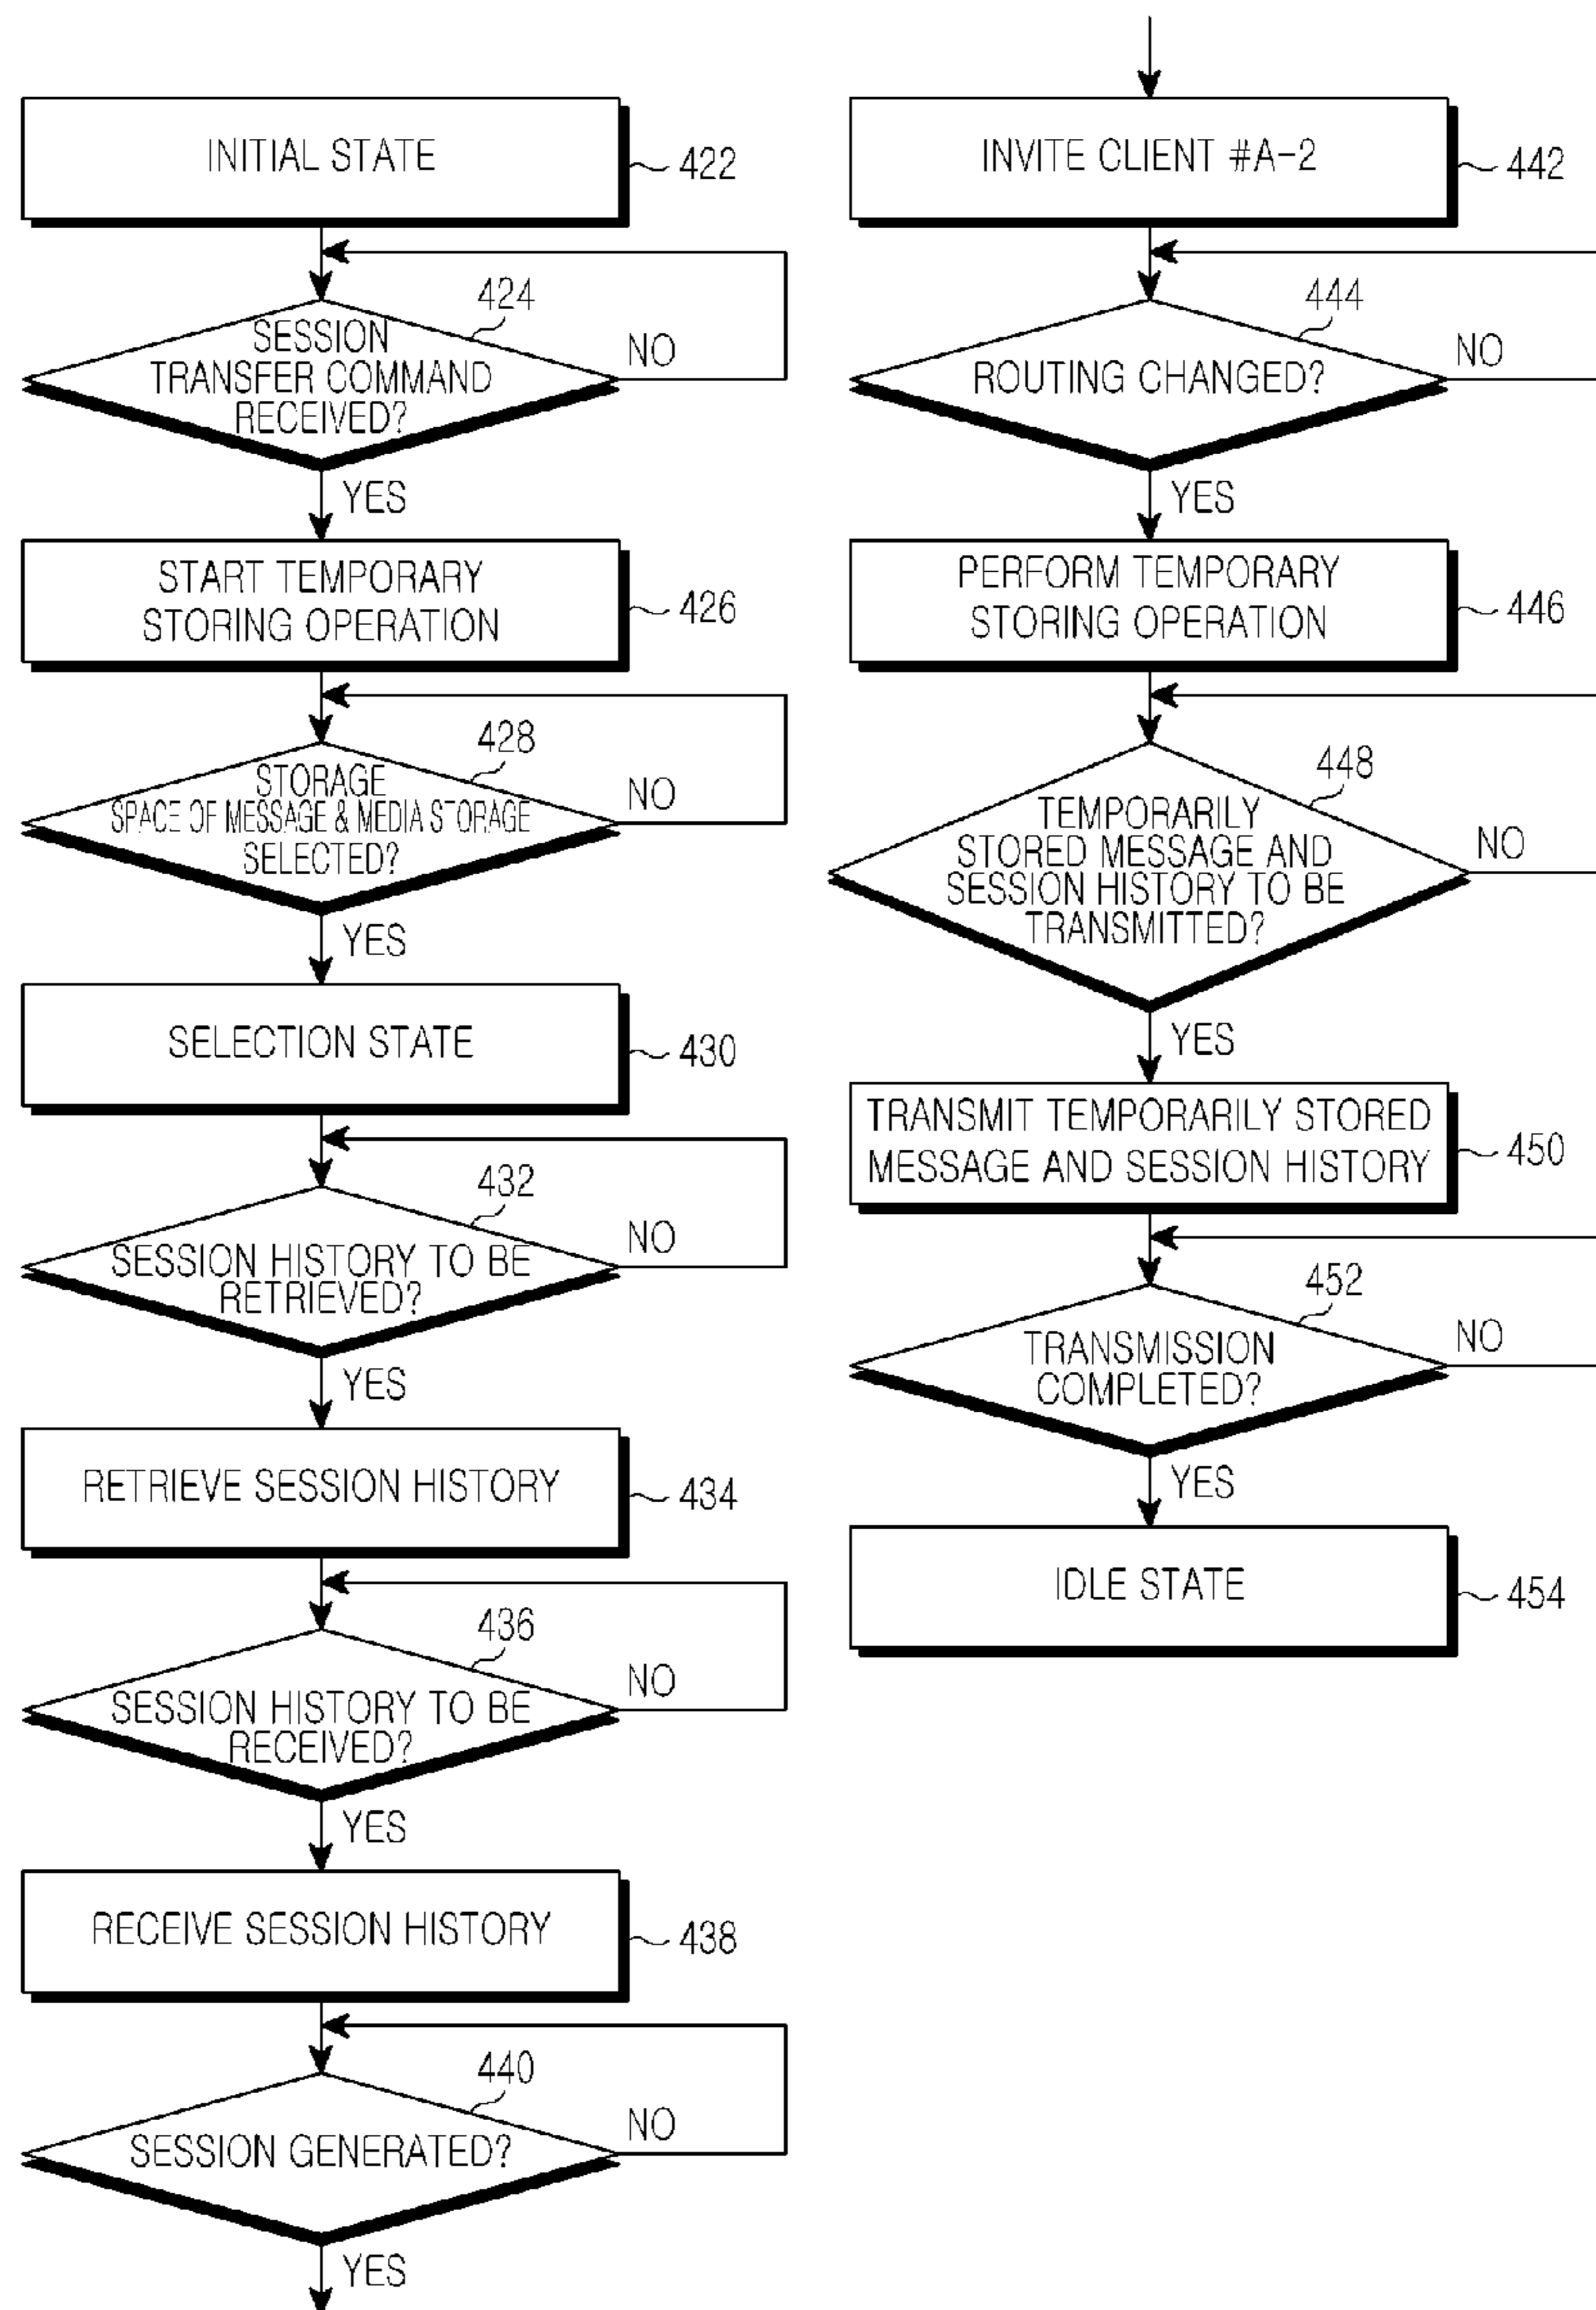 INITIAL STATE
422
424
SESSION
TRANSFER COMMAND
RECEIVED?
NO
YES
START TEMPORARY
STORING OPERATION
426
428
STORAGE
SPACE OF MESSAGE & MEDIA STORAGE
SELECTED?
NO
YES
SELECTION STATE
430
432
SESSION HISTORY TO BE
RETRIEVED?
NO
YES
RETRIEVE SESSION HISTORY
434
436
SESSION HISTORY TO BE
RECEIVED?
NO
YES
RECEIVE SESSION HISTORY
438
440
SESSION GENERATED?
NO
YES
INVITE CLIENT #A-2
442
444
ROUTING CHANGED?
NO
YES
PERFORM TEMPORARY
STORING OPERATION
446
448
TEMPORARILY
STORED MESSAGE AND
SESSION HISTORY TO BE
TRANSMITTED?
NO
YES
TRANSMIT TEMPORARILY STORED
MESSAGE AND SESSION HISTORY
450
452
TRANSMISSION
COMPLETED?
NO
YES
IDLE STATE
454